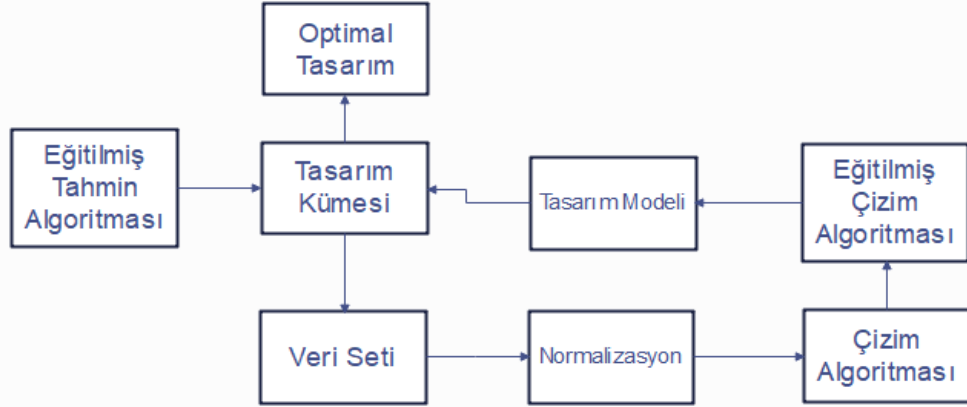 Optimal
Tasarım
Eğitilmiş
Tahmin
Algoritması
Tasarım
Kümesi
Tasarım Modeli
Eğitilmiş
Çizim
Algoritması
Veri Seti
Normalizasyon
Çizim
Algoritması